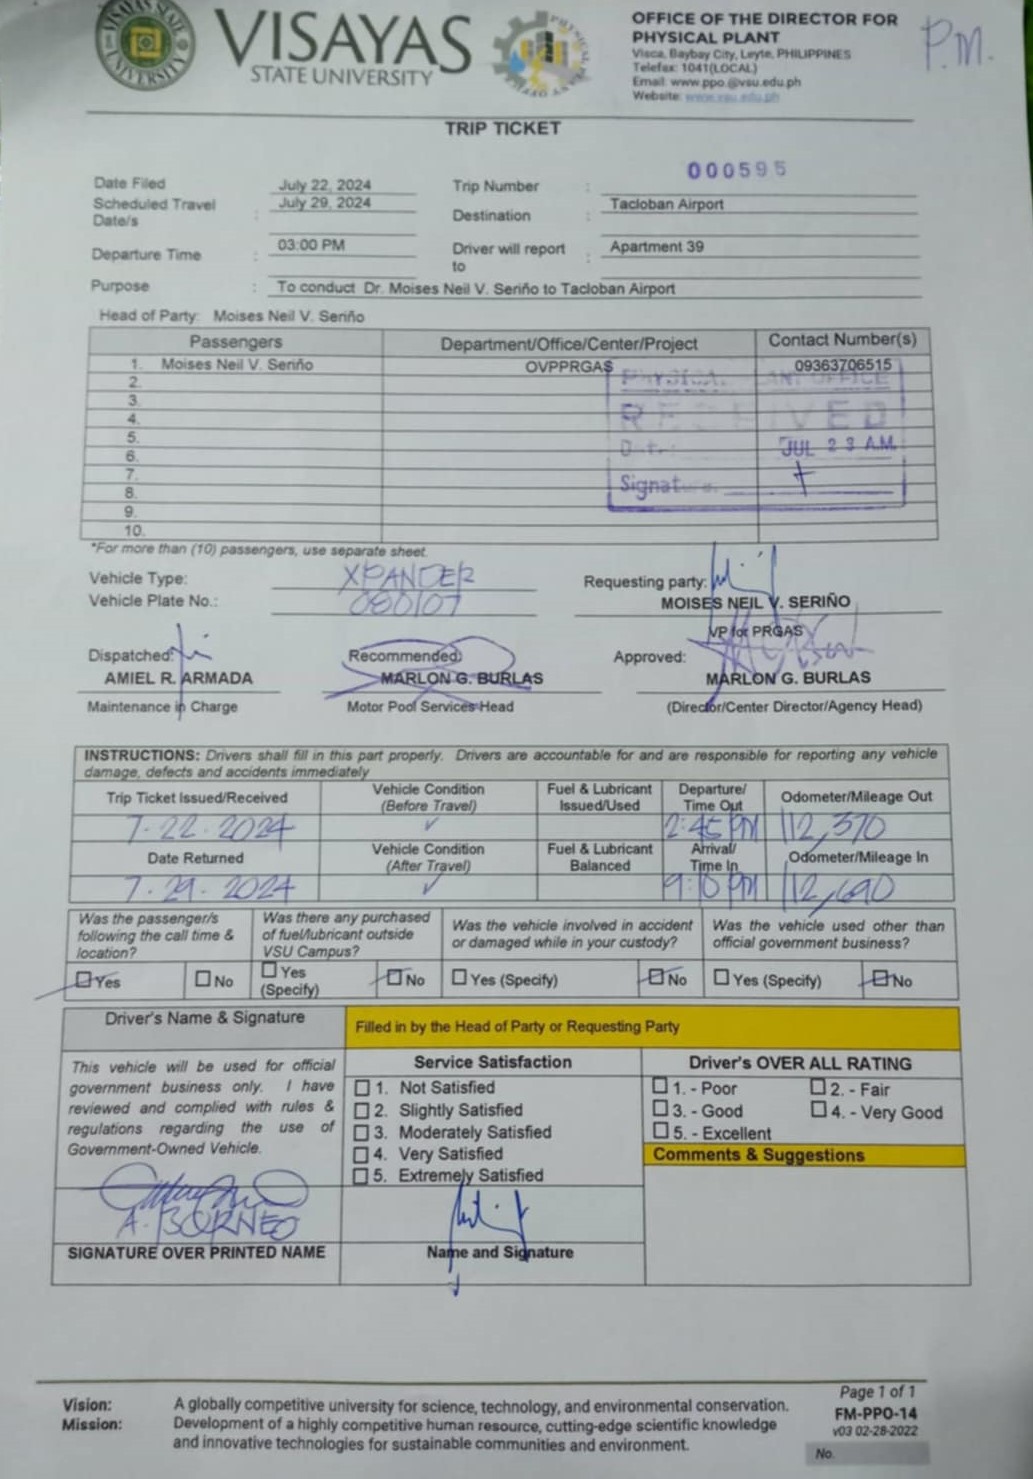 VISAYAS STATE UNIVERSITY
VISAYAS
STATE UNIVERSITY
OFFICE OF THE DIRECTOR FOR
PHYSICAL PLANT
Visca, Baybay City, Leyte, PHILIPPINES
Telefax: 1041(LOCAL)
Email: www.ppo.@vsu.edu.ph
Website: www.vsu.edu.ph
P.M.
TRIP TICKET
000595
Date Filed July 22, 2024 Trip Number :
Scheduled Travel Date/s : July 29, 2024 Destination : Tacloban Airport
Departure Time : 03:00 PM Driver will report to : Apartment 39
Purpose : To conduct Dr. Moises Neil V. Seriño to Tacloban Airport
Head of Party: Moises Neil V. Seriño
Passengers Department/Office/Center/Project Contact Number(s)
1. Moises Neil V. Seriño OVPPRGAS 09363706515
2.
3.
4.
5.
6.
7.
8.
9.
10.
PHYSICAL PLANT OFFICE
RECEIVED
Date: JUL 23 A.M.
Signature:
*For more than (10) passengers, use separate sheet.
Vehicle Type: XPANDER Requesting party:
Vehicle Plate No.: 080107 MOISES NEIL V. SERIÑO
VP for PRGAS
Dispatched: Recommended: Approved:
AMIEL R. ARMADA MARLON G. BURLAS MARLON G. BURLAS
Maintenance in Charge Motor Pool Services Head (Director/Center Director/Agency Head)
INSTRUCTIONS: Drivers shall fill in this part properly. Drivers are accountable for and are responsible for reporting any vehicle
damage, defects and accidents immediately
Trip Ticket Issued/Received Vehicle Condition (Before Travel) Fuel & Lubricant Issued/Used Departure/ Time Out Odometer/Mileage Out
7-22-2024 ✓ 2:45 PM 112,370
Date Returned Vehicle Condition (After Travel) Fuel & Lubricant Balanced Arrival/ Time In Odometer/Mileage In
7-29-2024 ✓ 9:10 PM 112,690
Was the passenger/s following the call time & location? Was there any purchased of fuel/lubricant outside VSU Campus? Was the vehicle involved in accident or damaged while in your custody? Was the vehicle used other than official government business?
Yes No Yes (Specify) No Yes (Specify) No Yes (Specify) No
Driver's Name & Signature Filled in by the Head of Party or Requesting Party
This vehicle will be used for official
government business only. I have
reviewed and complied with rules &
regulations regarding the use of
Government-Owned Vehicle.
A. BORNEO
SIGNATURE OVER PRINTED NAME
Service Satisfaction
1. Not Satisfied
2. Slightly Satisfied
3. Moderately Satisfied
4. Very Satisfied
5. Extremely Satisfied
Name and Signature
Driver's OVER ALL RATING
1. - Poor 2. - Fair
3. - Good 4. - Very Good
5. - Excellent
Comments & Suggestions
Vision: A globally competitive university for science, technology, and environmental conservation.
Mission: Development of a highly competitive human resource, cutting-edge scientific knowledge
and innovative technologies for sustainable communities and environment.
Page 1 of 1
FM-PPO-14
v03 02-28-2022
No.